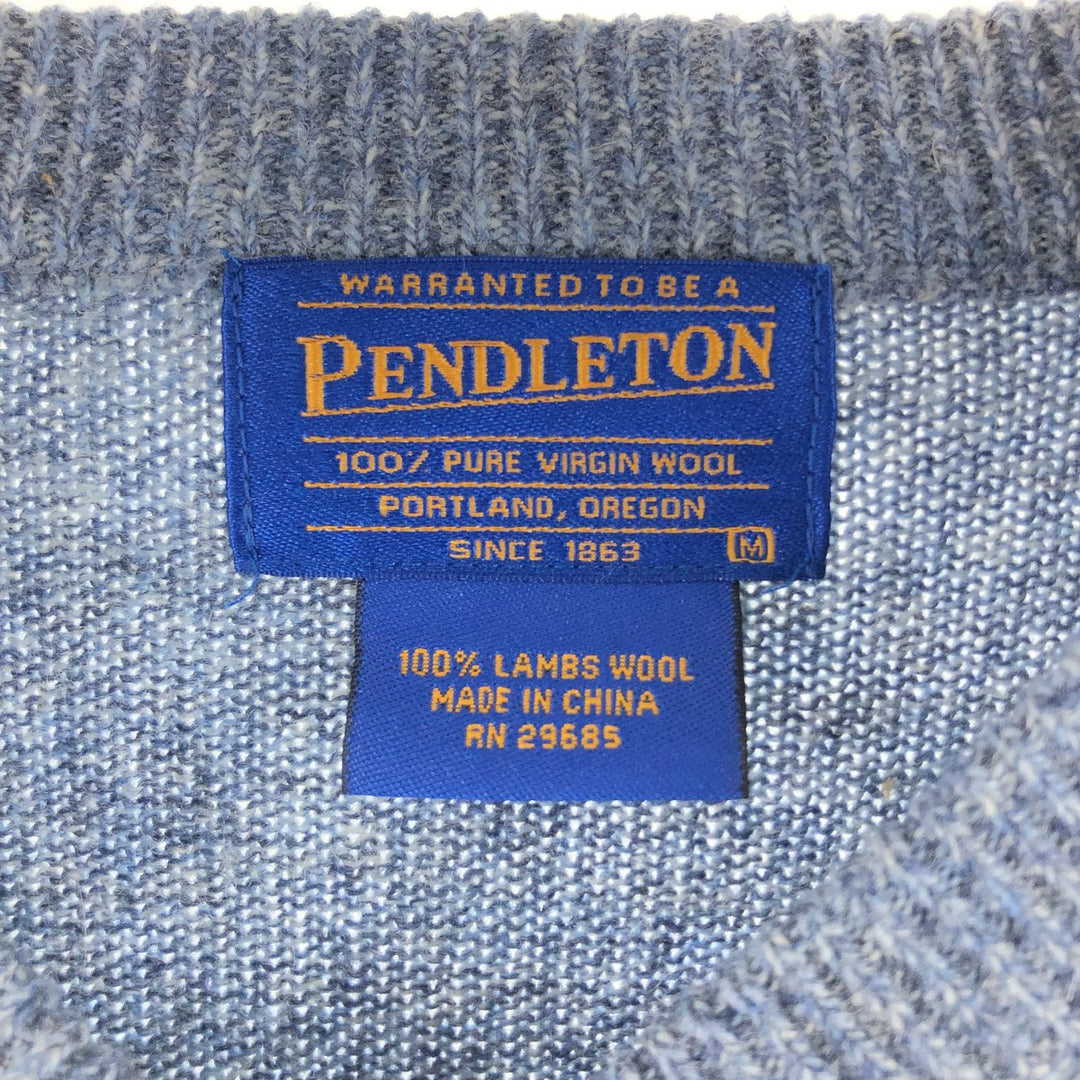 WARRANTED TO BE A
PENDLETON
100% PURE VIRGIN WOOL
PORTLAND, OREGON
SINCE 1863 M
100% LAMBS WOOL
MADE IN CHINA
RN 29685